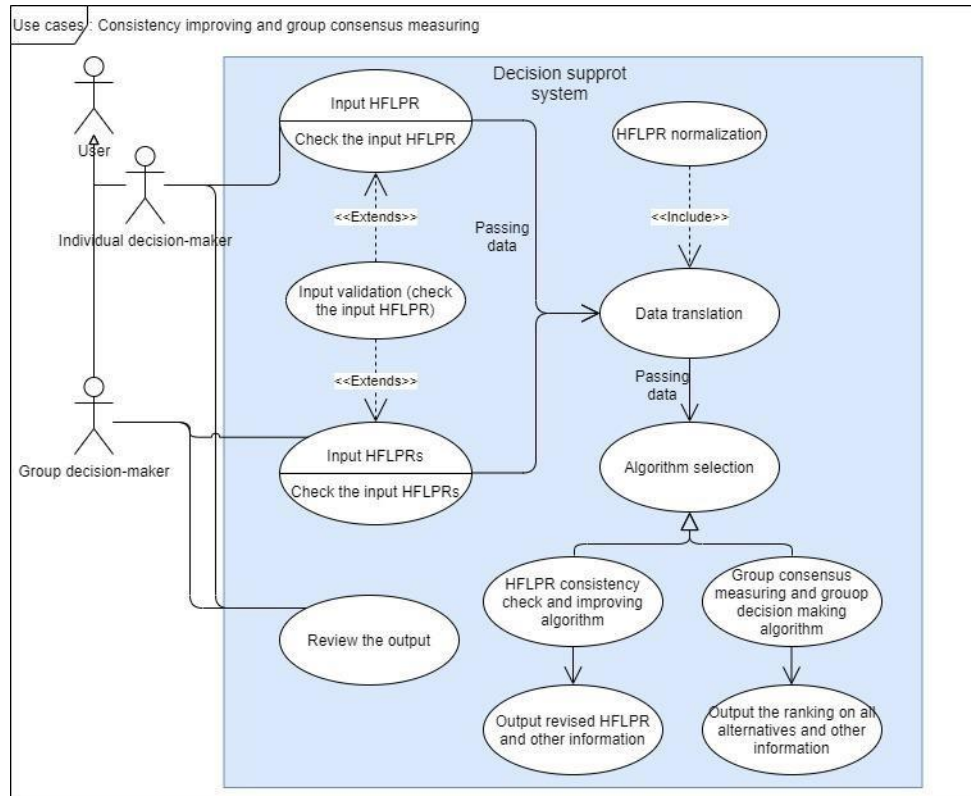 Use cases : Consistency improving and group consensus measuring
Decision supprot
system
User
Individual decision-maker
Group decision-maker
Input HFLPR
Check the input HFLPR
<<Extends>>
Input validation (check
the input HFLPR)
<<Extends>>
Input HFLPRs
Check the input HFLPRs
Review the output
Passing
data
HFLPR normalization
<<Include>>
Data translation
Passing
data
Algorithm selection
HFLPR consistency
check and improving
algorithm
Group consensus
measuring and grouop
decision making
algorithm
Output revised HFLPR
and other information
Output the ranking on all
alternatives and other
information